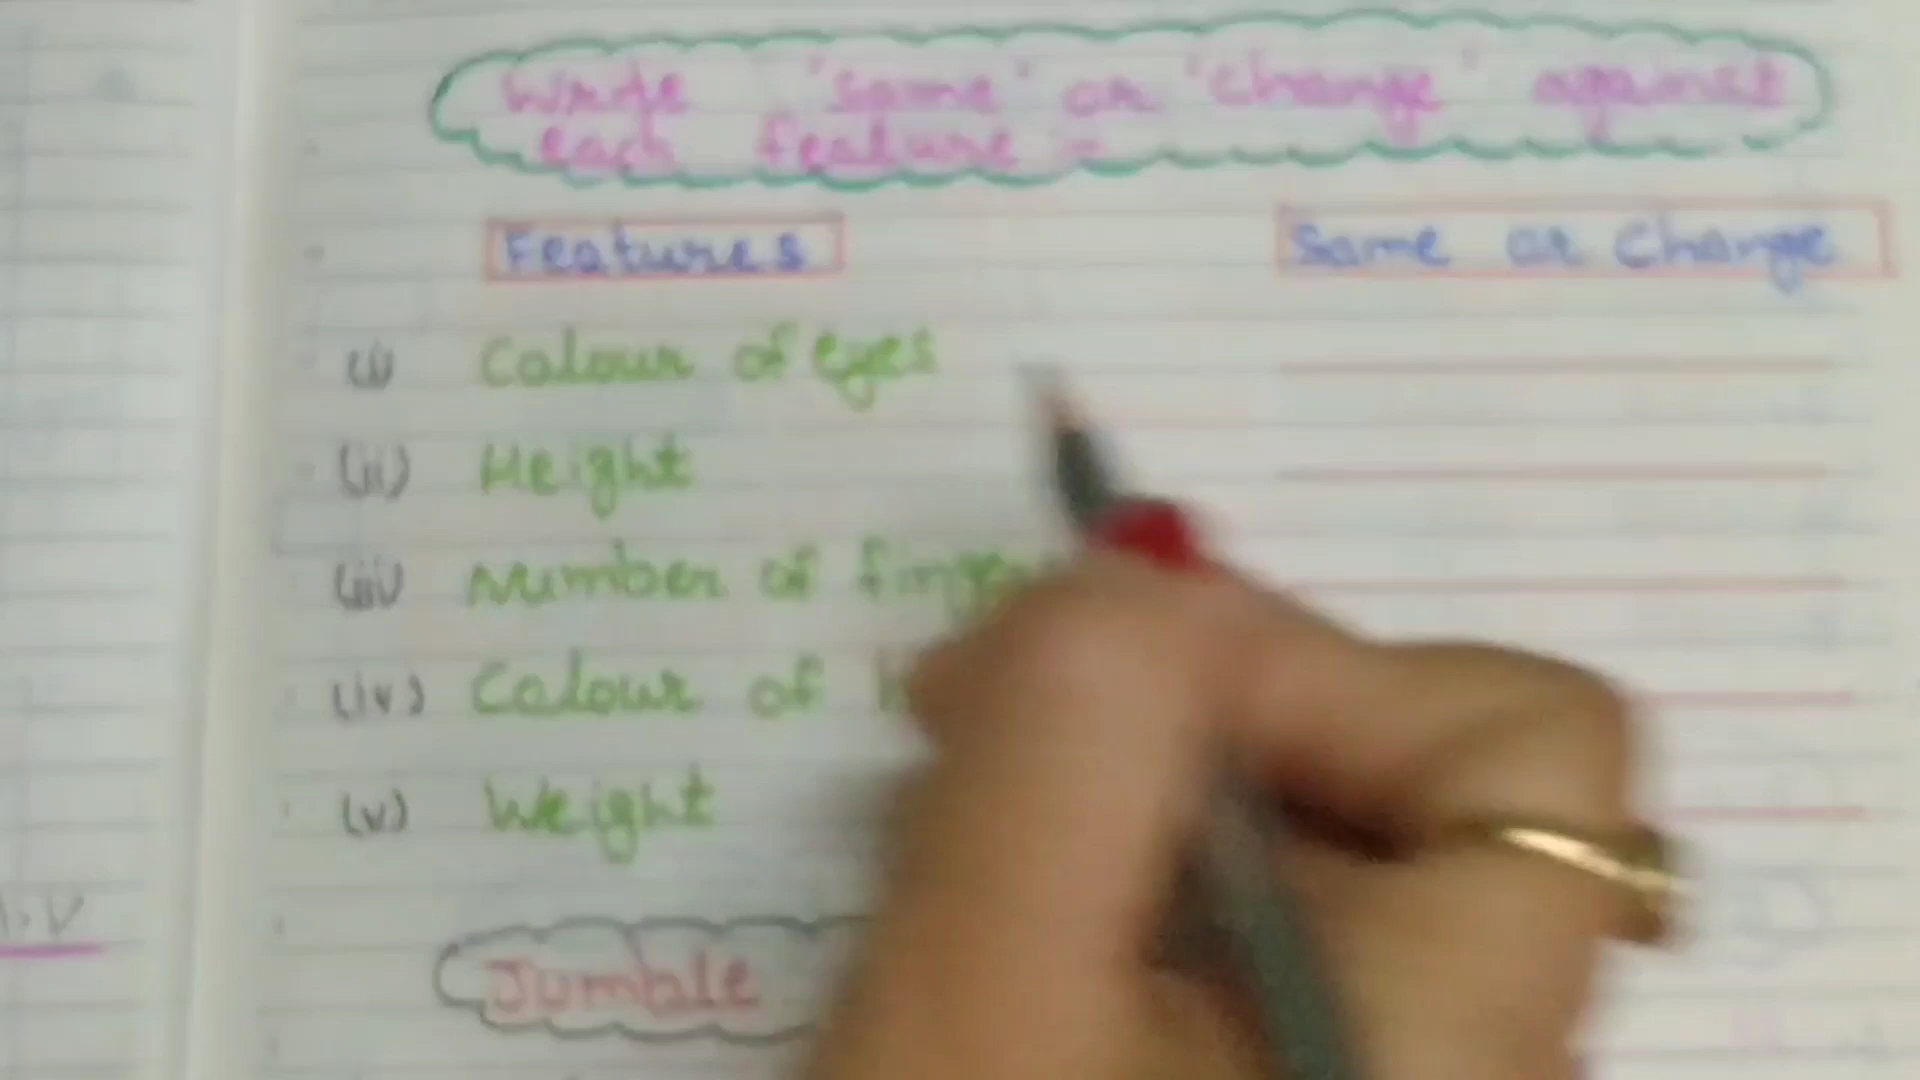 Write 'Same' or 'change' against
each feature :-
Features Same or Change
(i) Colour of eyes
(ii) Height
(iii) Number of
(iv) Colour of
(v) Weight
Jumble